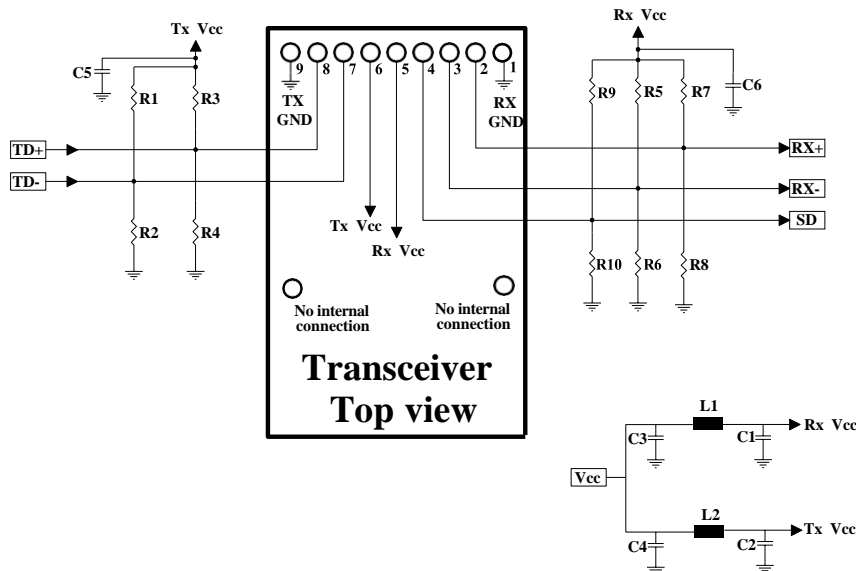 Tx Vcc
Rx Vcc
C5
R1
R3
9
8
7
6
5
4
3
2
1
TX
GND
RX
GND
R9
R5
R7
C6
TD+
TD-
RX+
RX-
SD
R2
R4
Tx Vcc
Rx Vcc
R10
R6
R8
No internal
connection
No internal
connection
Transceiver
Top view
L1
C3
C1
Rx Vcc
Vcc
L2
C4
C2
Tx Vcc